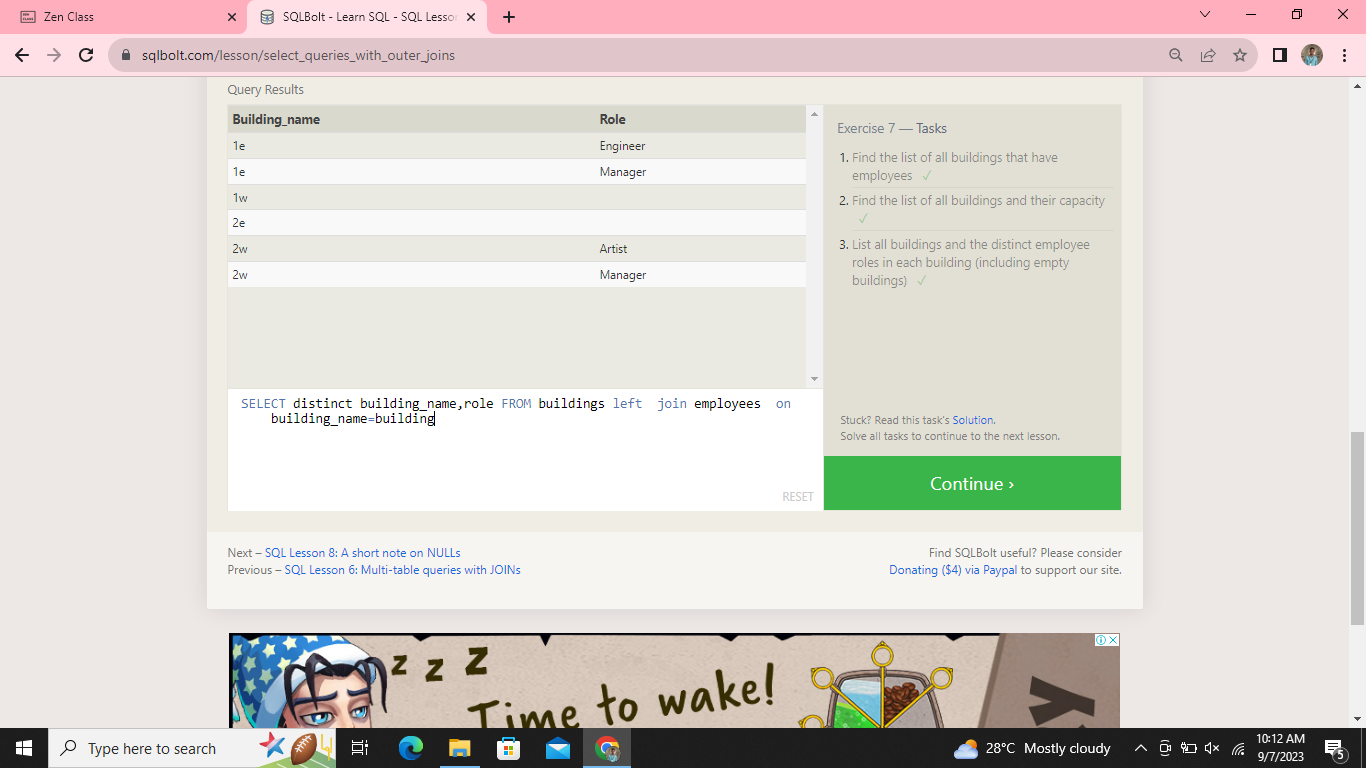 Zen Class
SQLBolt - Learn SQL - SQL Lesson
sqlbolt.com/lesson/select_queries_with_outer_joins
Query Results
Building_name Role
1e Engineer
1e Manager
1w
2e
2w Artist
2w Manager
Exercise 7 — Tasks
1. Find the list of all buildings that have
employees ✓
2. Find the list of all buildings and their capacity
✓
3. List all buildings and the distinct employee
roles in each building (including empty
buildings) ✓
SELECT distinct building_name,role FROM buildings left join employees on
building_name=building
RESET
Stuck? Read this task's Solution.
Solve all tasks to continue to the next lesson.
Continue ›
Next – SQL Lesson 8: A short note on NULLs
Previous – SQL Lesson 6: Multi-table queries with JOINs
Find SQLBolt useful? Please consider
Donating ($4) via Paypal to support our site.
z z z
Time to wake!
Type here to search
28°C Mostly cloudy
10:12 AM
9/7/2023
5